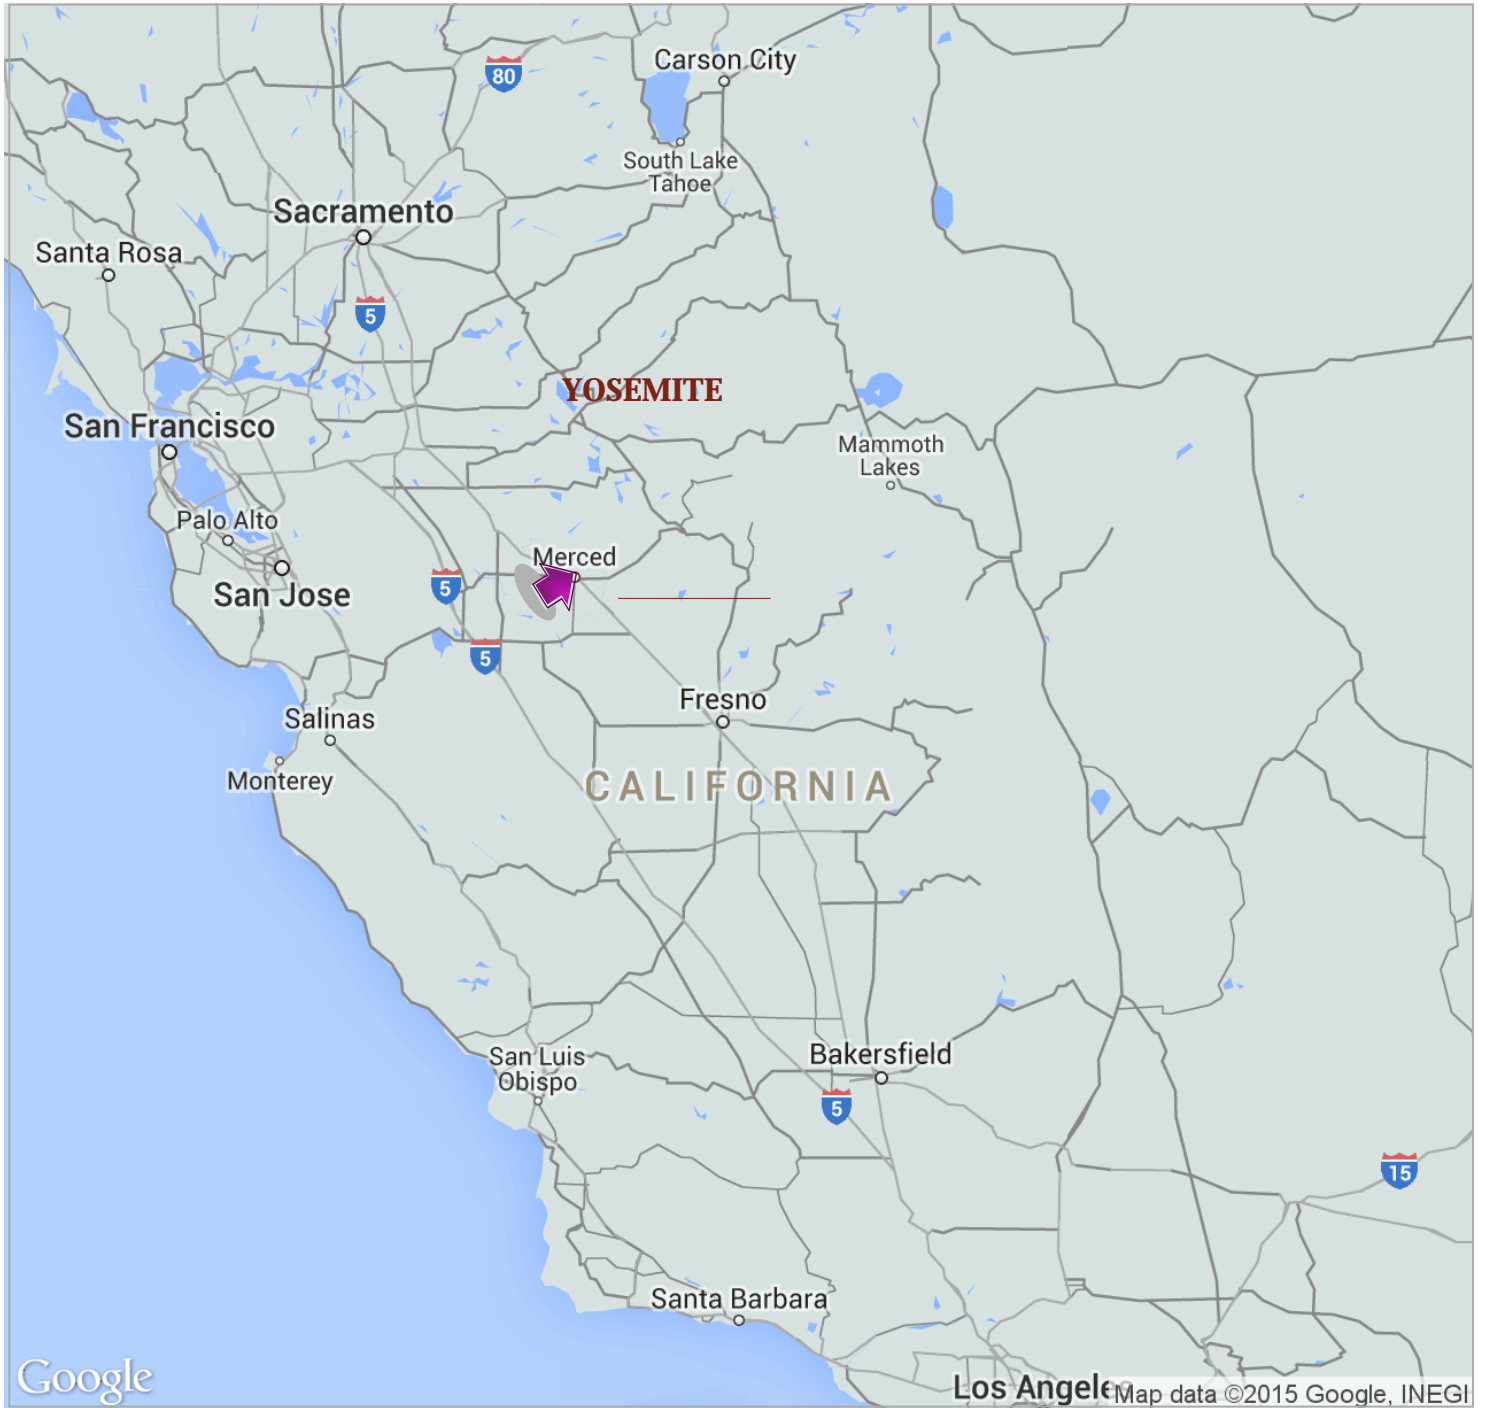 Carson City
80
South Lake
Tahoe
Sacramento
Santa Rosa
5
YOSEMITE
San Francisco
Mammoth
Lakes
Palo Alto
Merced
5
San Jose
5
Fresno
Salinas
Monterey
CALIFORNIA
San Luis
Obispo
Bakersfield
5
15
Santa Barbara
Google
Los Angele
Map data ©2015 Google, INEGI